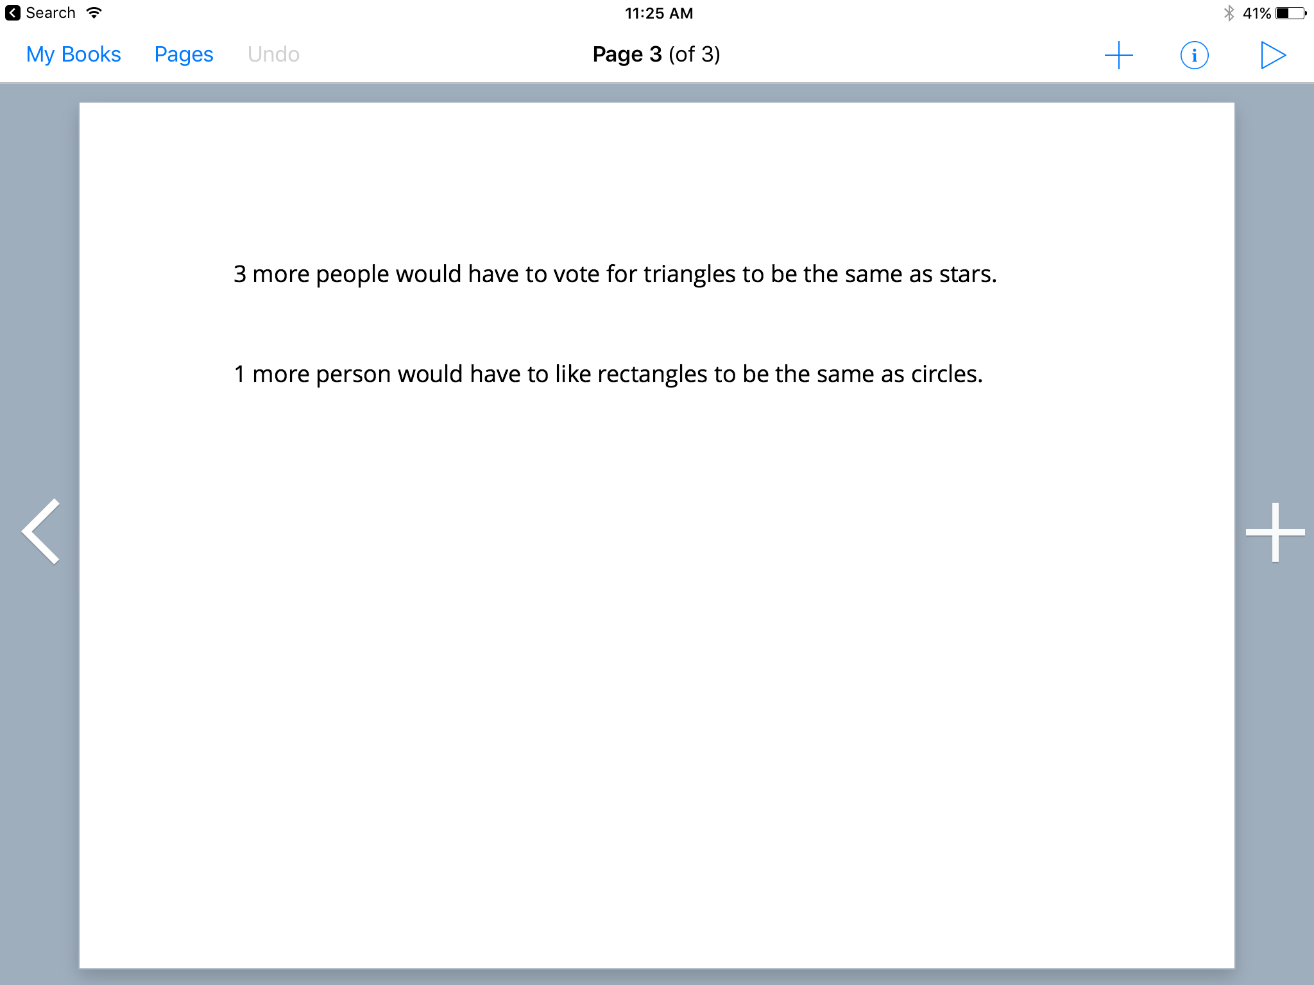 Search
11:25 AM
41%
My Books
Pages
Undo
Page 3 (of 3)
3 more people would have to vote for triangles to be the same as stars.
1 more person would have to like rectangles to be the same as circles.